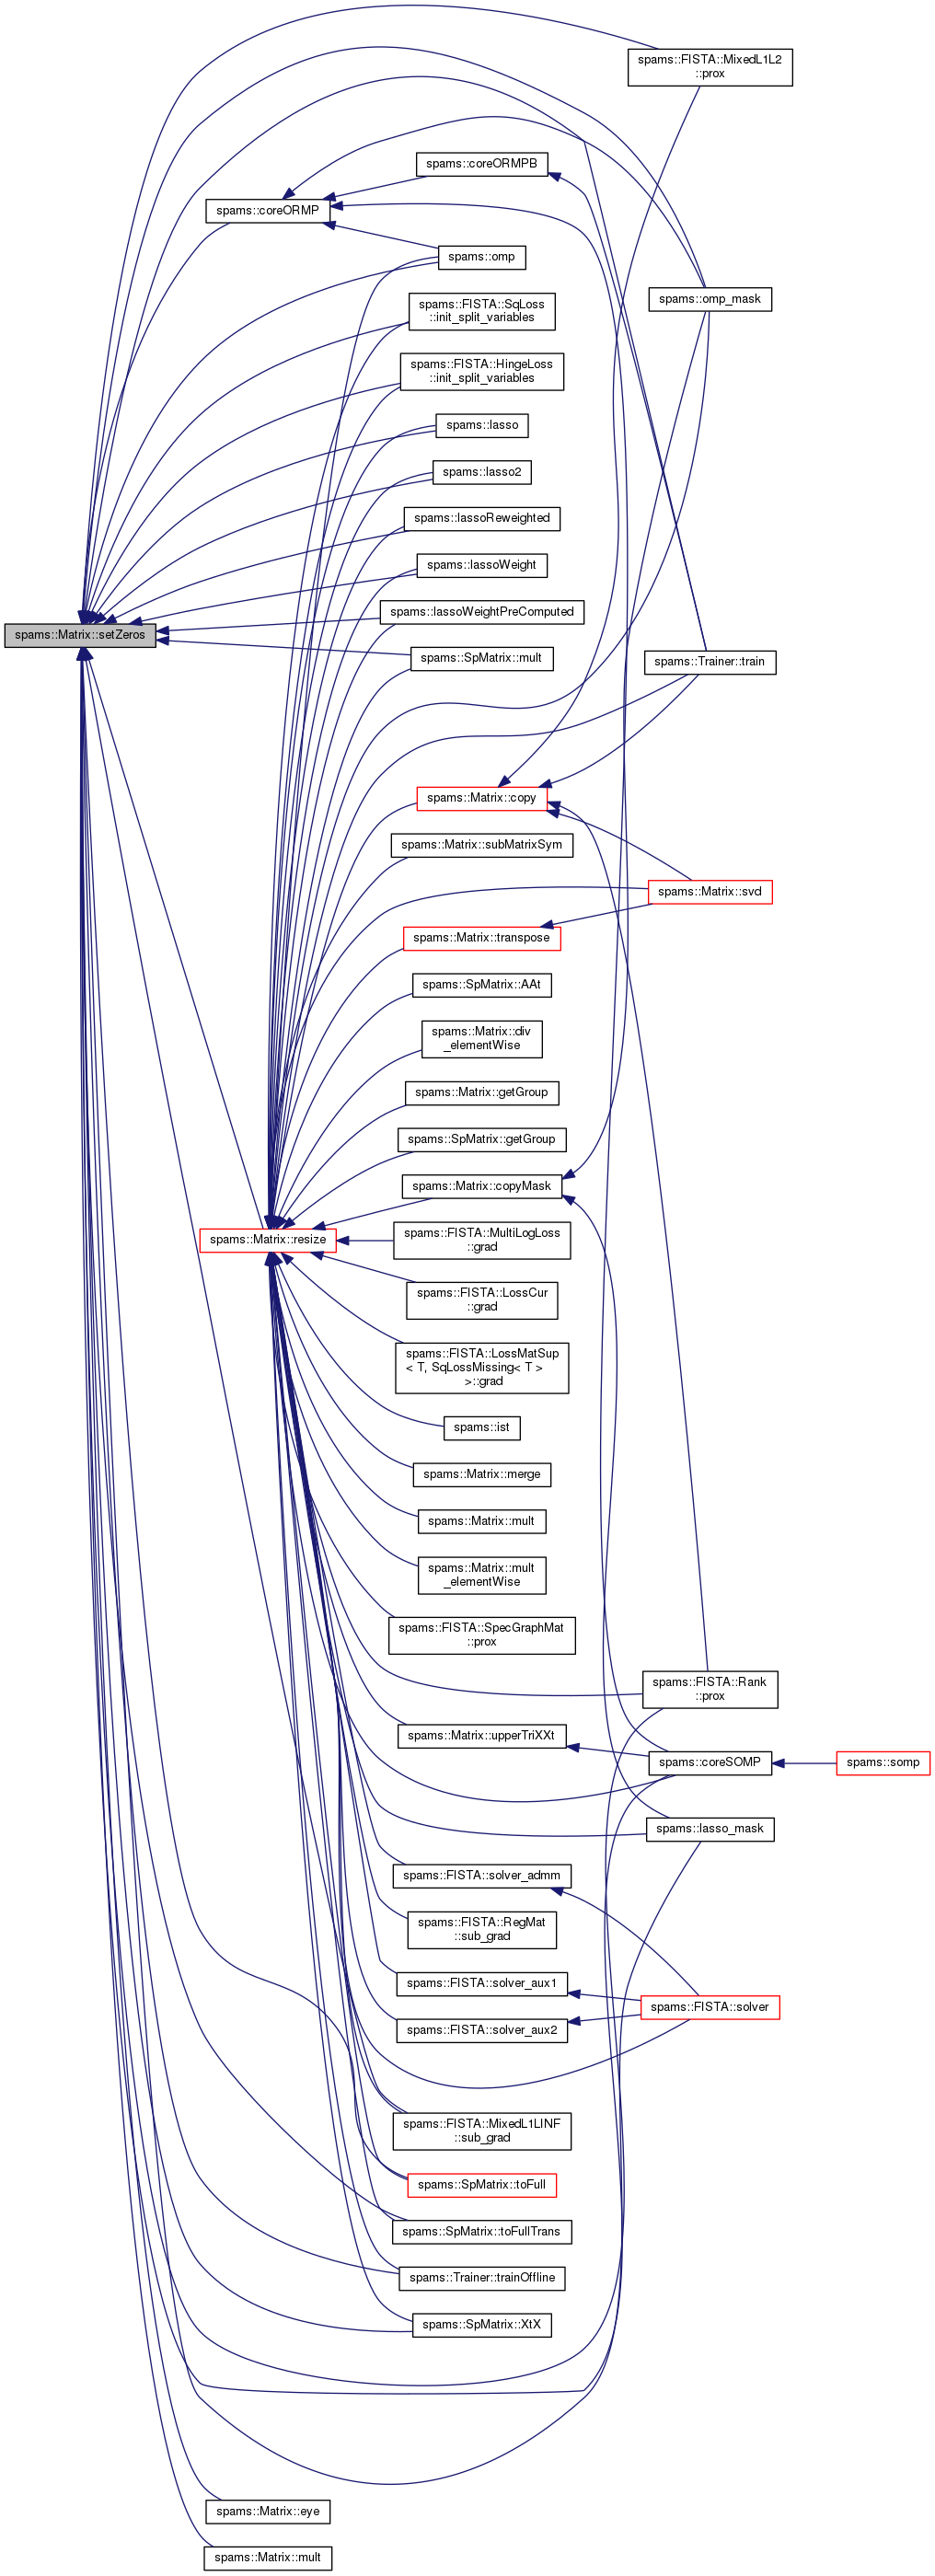 spams::FISTA::MixedL1L2
::prox
spams::coreORMPB
spams::coreORMP
spams::omp
spams::omp_mask
spams::FISTA::SqLoss
::init_split_variables
spams::FISTA::HingeLoss
::init_split_variables
spams::lasso
spams::lasso2
spams::lassoReweighted
spams::lassoWeight
spams::lassoWeightPreComputed
spams::Matrix::setZeros
spams::SpMatrix::mult
spams::Trainer::train
spams::Matrix::copy
spams::Matrix::subMatrixSym
spams::Matrix::svd
spams::Matrix::transpose
spams::SpMatrix::AAt
spams::Matrix::div
_elementWise
spams::Matrix::getGroup
spams::SpMatrix::getGroup
spams::Matrix::copyMask
spams::Matrix::resize
spams::FISTA::MultiLogLoss
::grad
spams::FISTA::LossCur
::grad
spams::FISTA::LossMatSup
< T, SqLossMissing< T >
>::grad
spams::ist
spams::Matrix::merge
spams::Matrix::mult
spams::Matrix::mult
_elementWise
spams::FISTA::SpecGraphMat
::prox
spams::FISTA::Rank
::prox
spams::Matrix::upperTriXXt
spams::coreSOMP
spams::somp
spams::lasso_mask
spams::FISTA::solver_admm
spams::FISTA::RegMat
::sub_grad
spams::FISTA::solver_aux1
spams::FISTA::solver
spams::FISTA::solver_aux2
spams::FISTA::MixedL1LINF
::sub_grad
spams::SpMatrix::toFull
spams::SpMatrix::toFullTrans
spams::Trainer::trainOffline
spams::SpMatrix::XtX
spams::Matrix::eye
spams::Matrix::mult